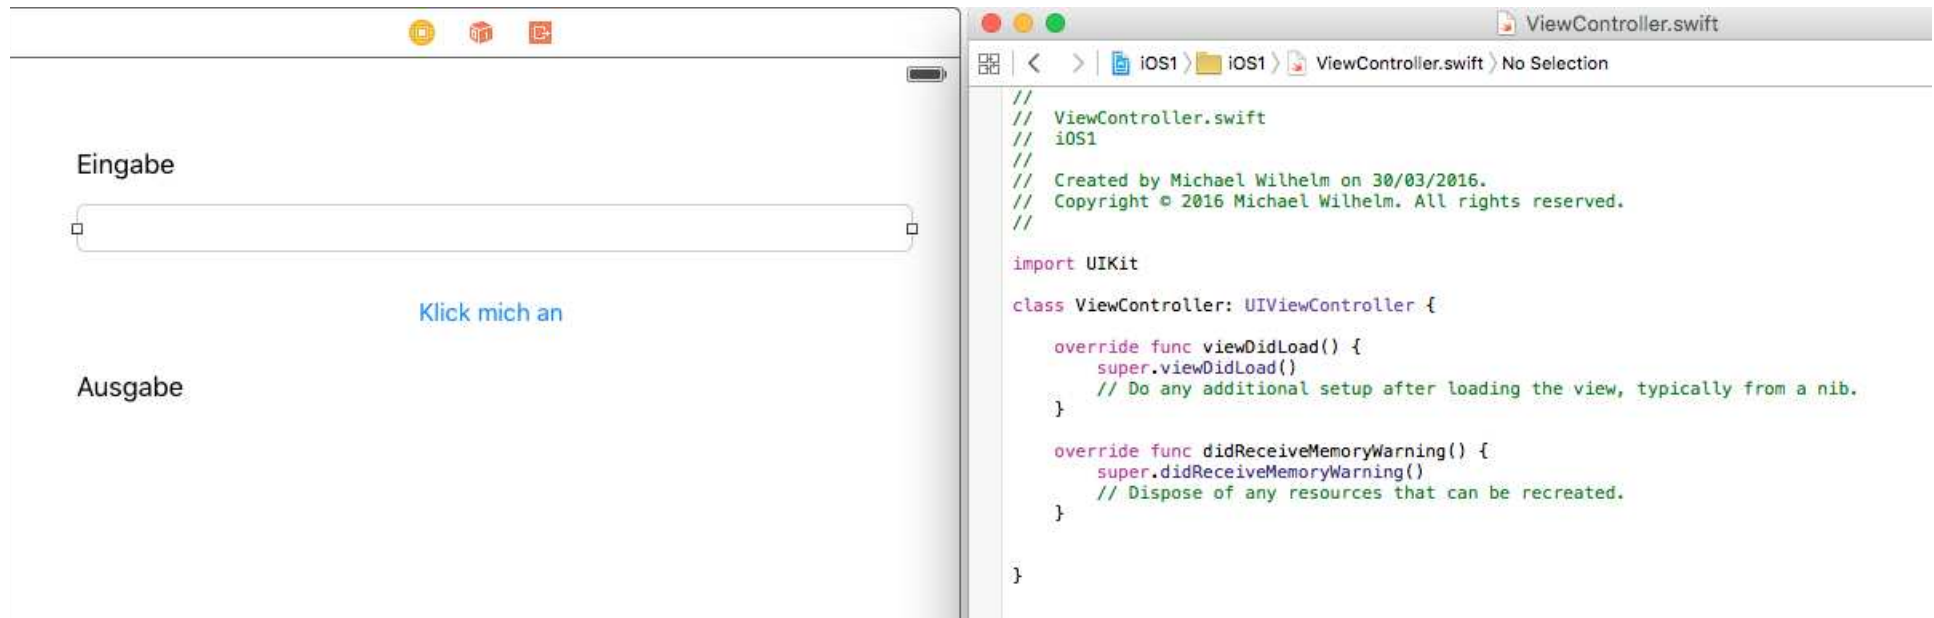 Eingabe
Klick mich an
Ausgabe
ViewController.swift
iOS1 iOS1 ViewController.swift No Selection
//
//  ViewController.swift
//  iOS1
//
//  Created by Michael Wilhelm on 30/03/2016.
//  Copyright © 2016 Michael Wilhelm. All rights reserved.
//
import UIKit
class ViewController: UIViewController {
    override func viewDidLoad() {
        super.viewDidLoad()
        // Do any additional setup after loading the view, typically from a nib.
    }
    override func didReceiveMemoryWarning() {
        super.didReceiveMemoryWarning()
        // Dispose of any resources that can be recreated.
    }
}